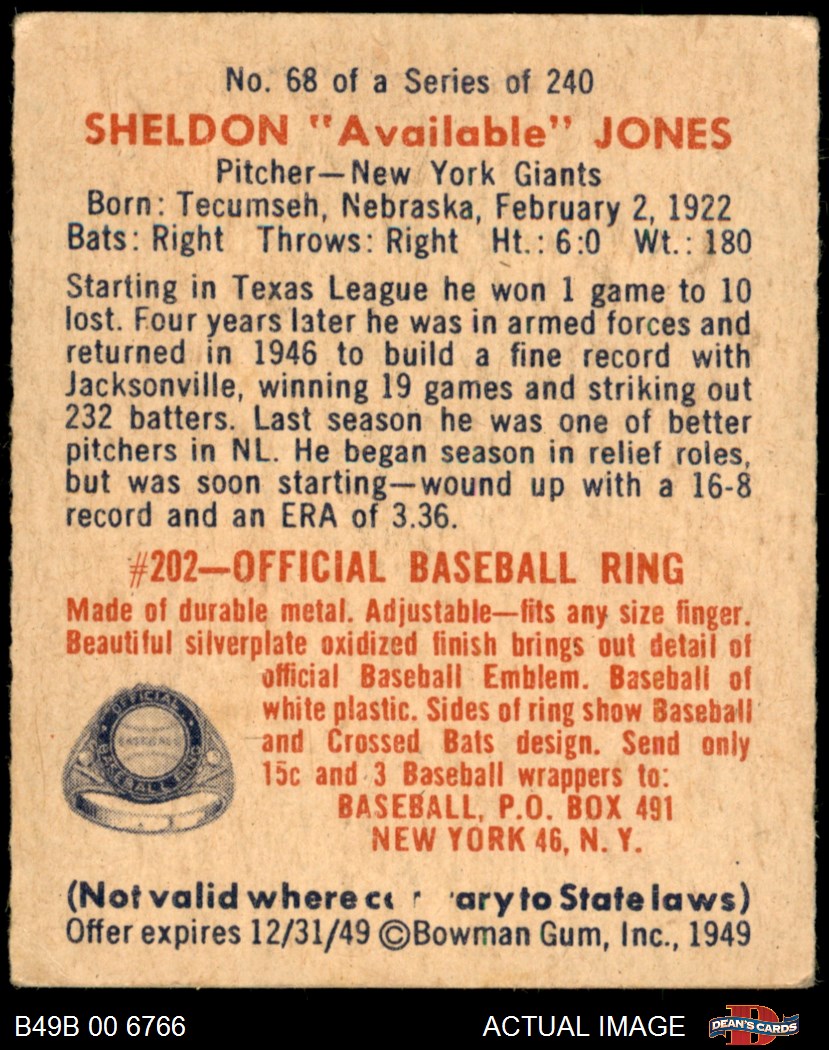 No. 68 of a Series of 240
SHELDON "Available" JONES
Pitcher—New York Giants
Born: Tecumseh, Nebraska, February 2, 1922
Bats: Right Throws: Right Ht.: 6:0 Wt.: 180
Starting in Texas League he won 1 game to 10
lost. Four years later he was in armed forces and
returned in 1946 to build a fine record with
Jacksonville, winning 19 games and striking out
232 batters. Last season he was one of better
pitchers in NL. He began season in relief roles,
but was soon starting—wound up with a 16-8
record and an ERA of 3.36.
#202—OFFICIAL BASEBALL RING
Made of durable metal. Adjustable—fits any size finger.
Beautiful silverplate oxidized finish brings out detail of
official Baseball Emblem. Baseball of
white plastic. Sides of ring show Baseball
and Crossed Bats design. Send only
15c and 3 Baseball wrappers to:
BASEBALL, P.O. BOX 491
NEW YORK 46, N. Y.
OFFICIAL
BASEBALL RING
(Not valid where to State laws)
Offer expires 12/31/49 ©Bowman Gum, Inc., 1949
B49B 00 6766
ACTUAL IMAGE
D
DEAN'S CARDS